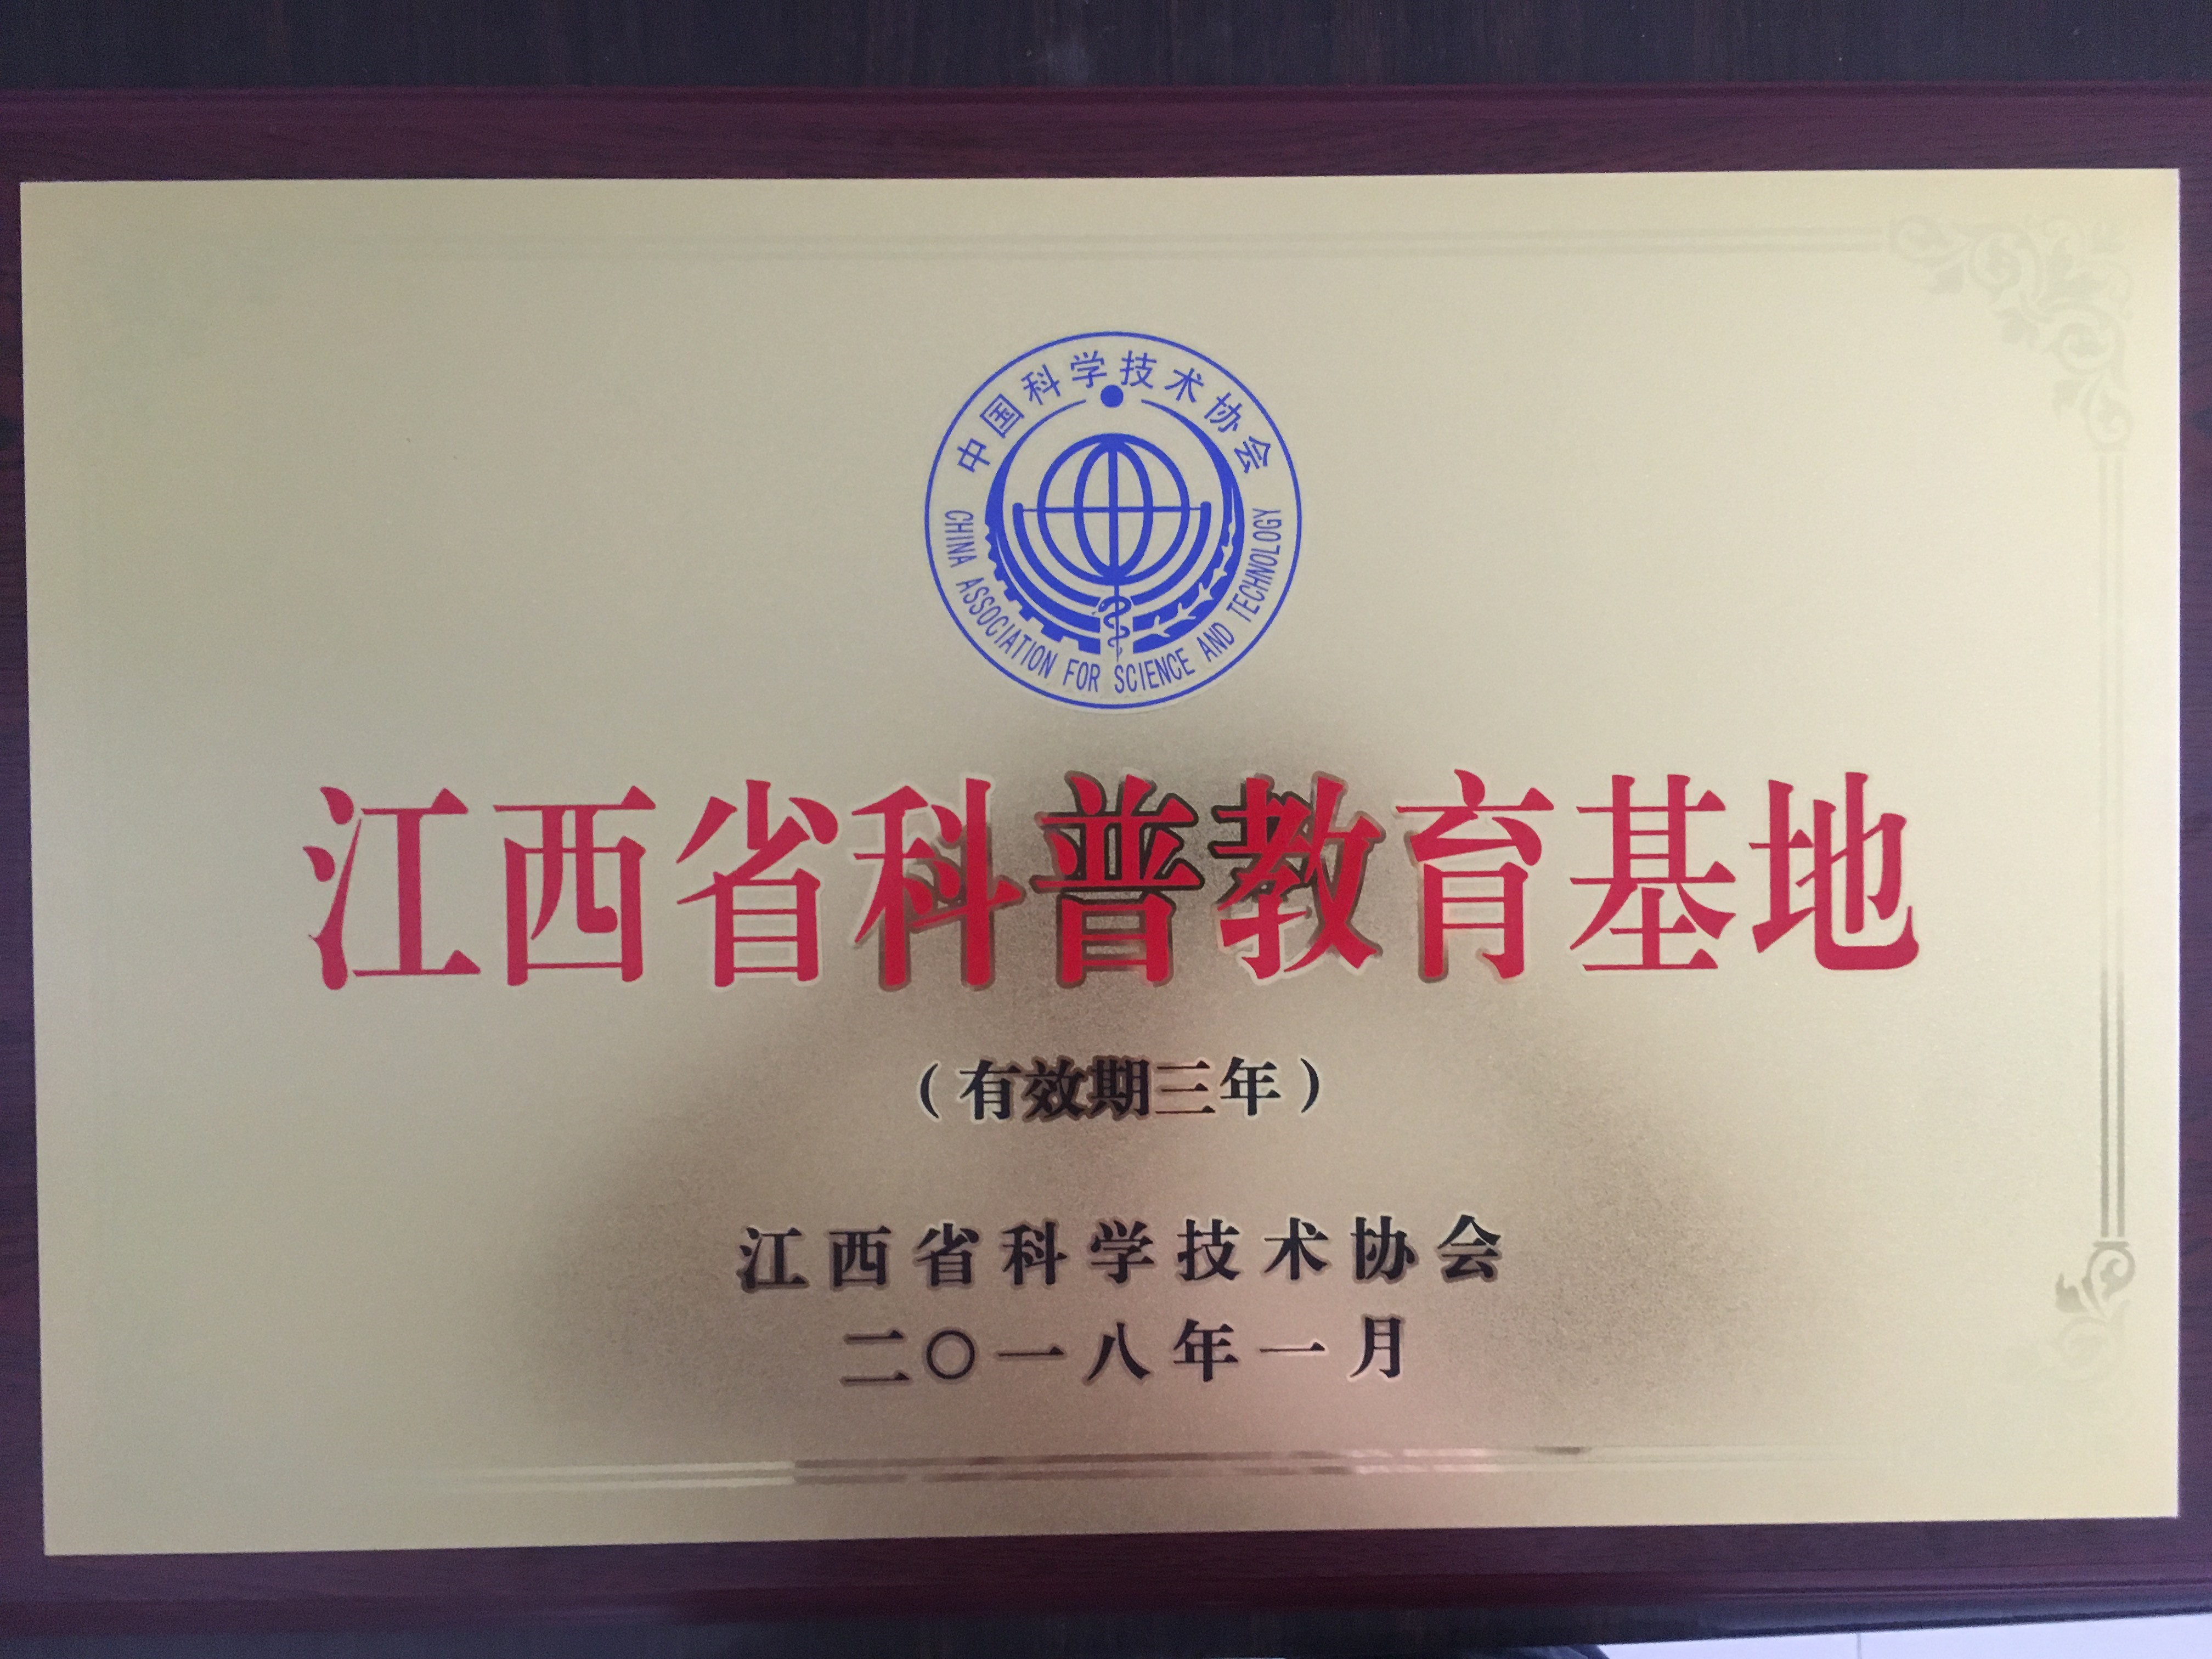 中国科学技术协会
CHINA ASSOCIATION FOR SCIENCE AND TECHNOLOGY
江西省科普教育基地
（有效期三年）
江西省科学技术协会
二〇一八年一月